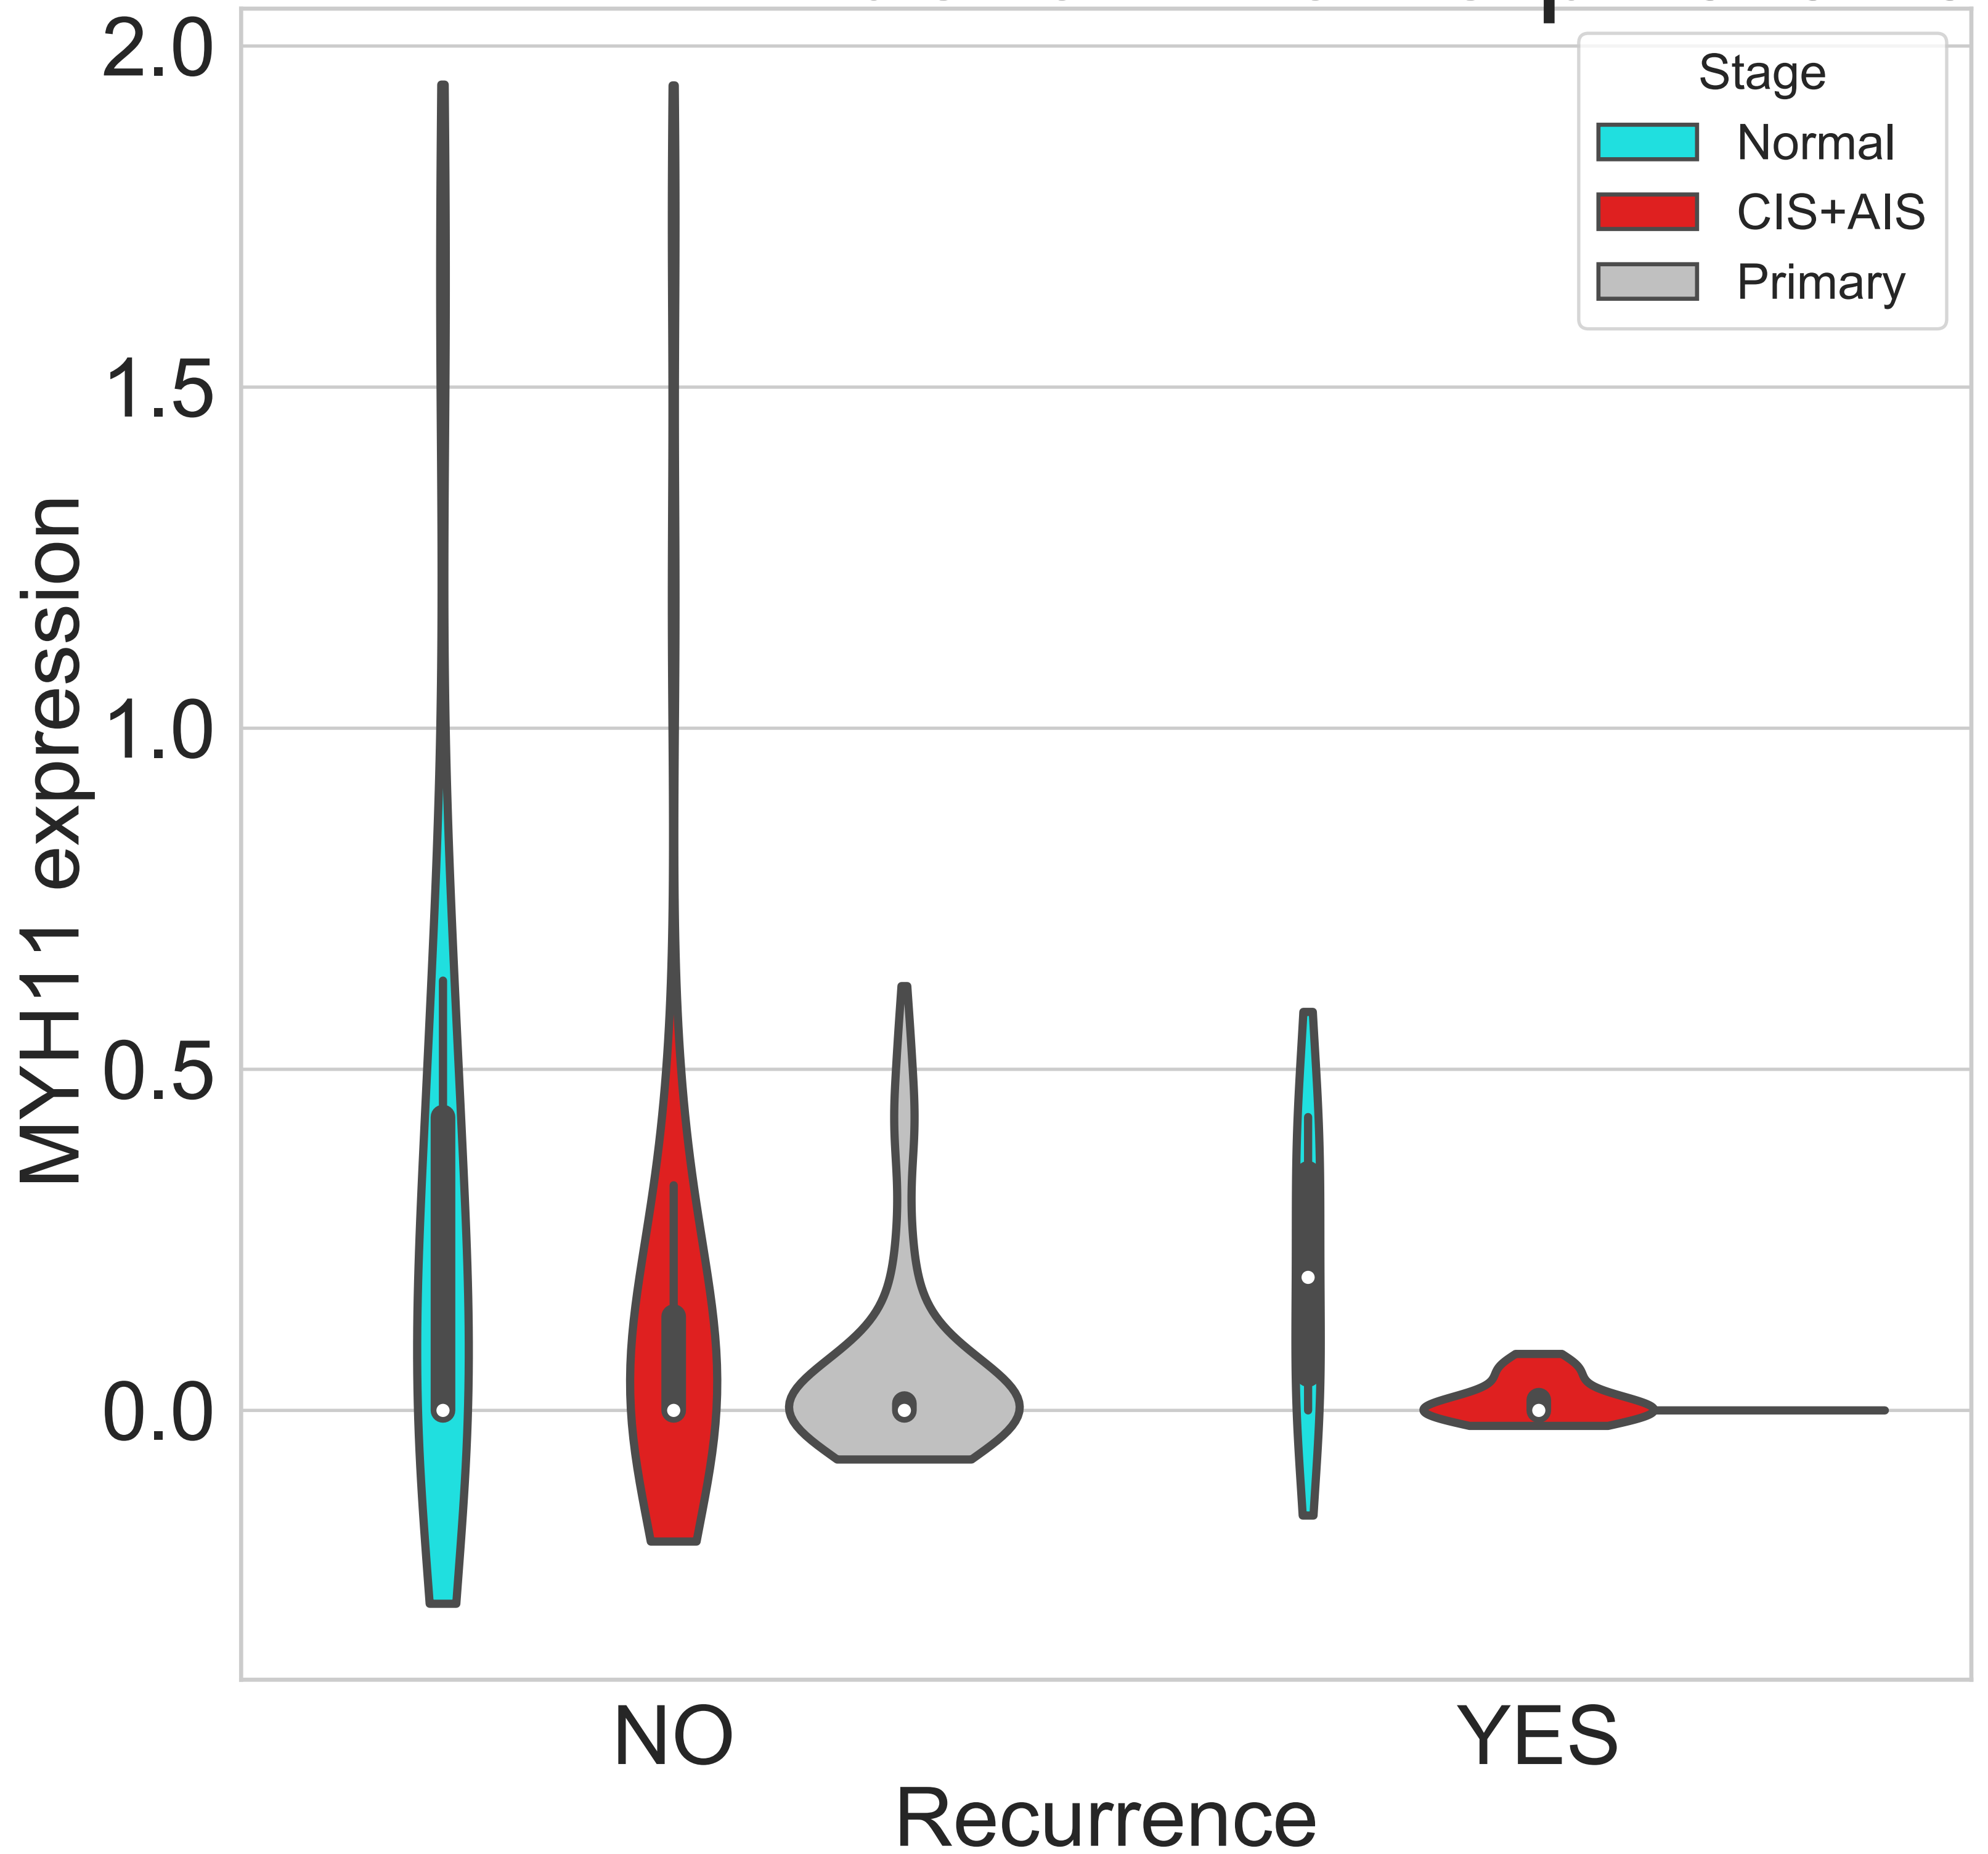 2.0
1.5
1.0
0.5
0.0
MYH11 expression
Stage
Normal
CIS+AIS
Primary
NO
YES
Recurrence